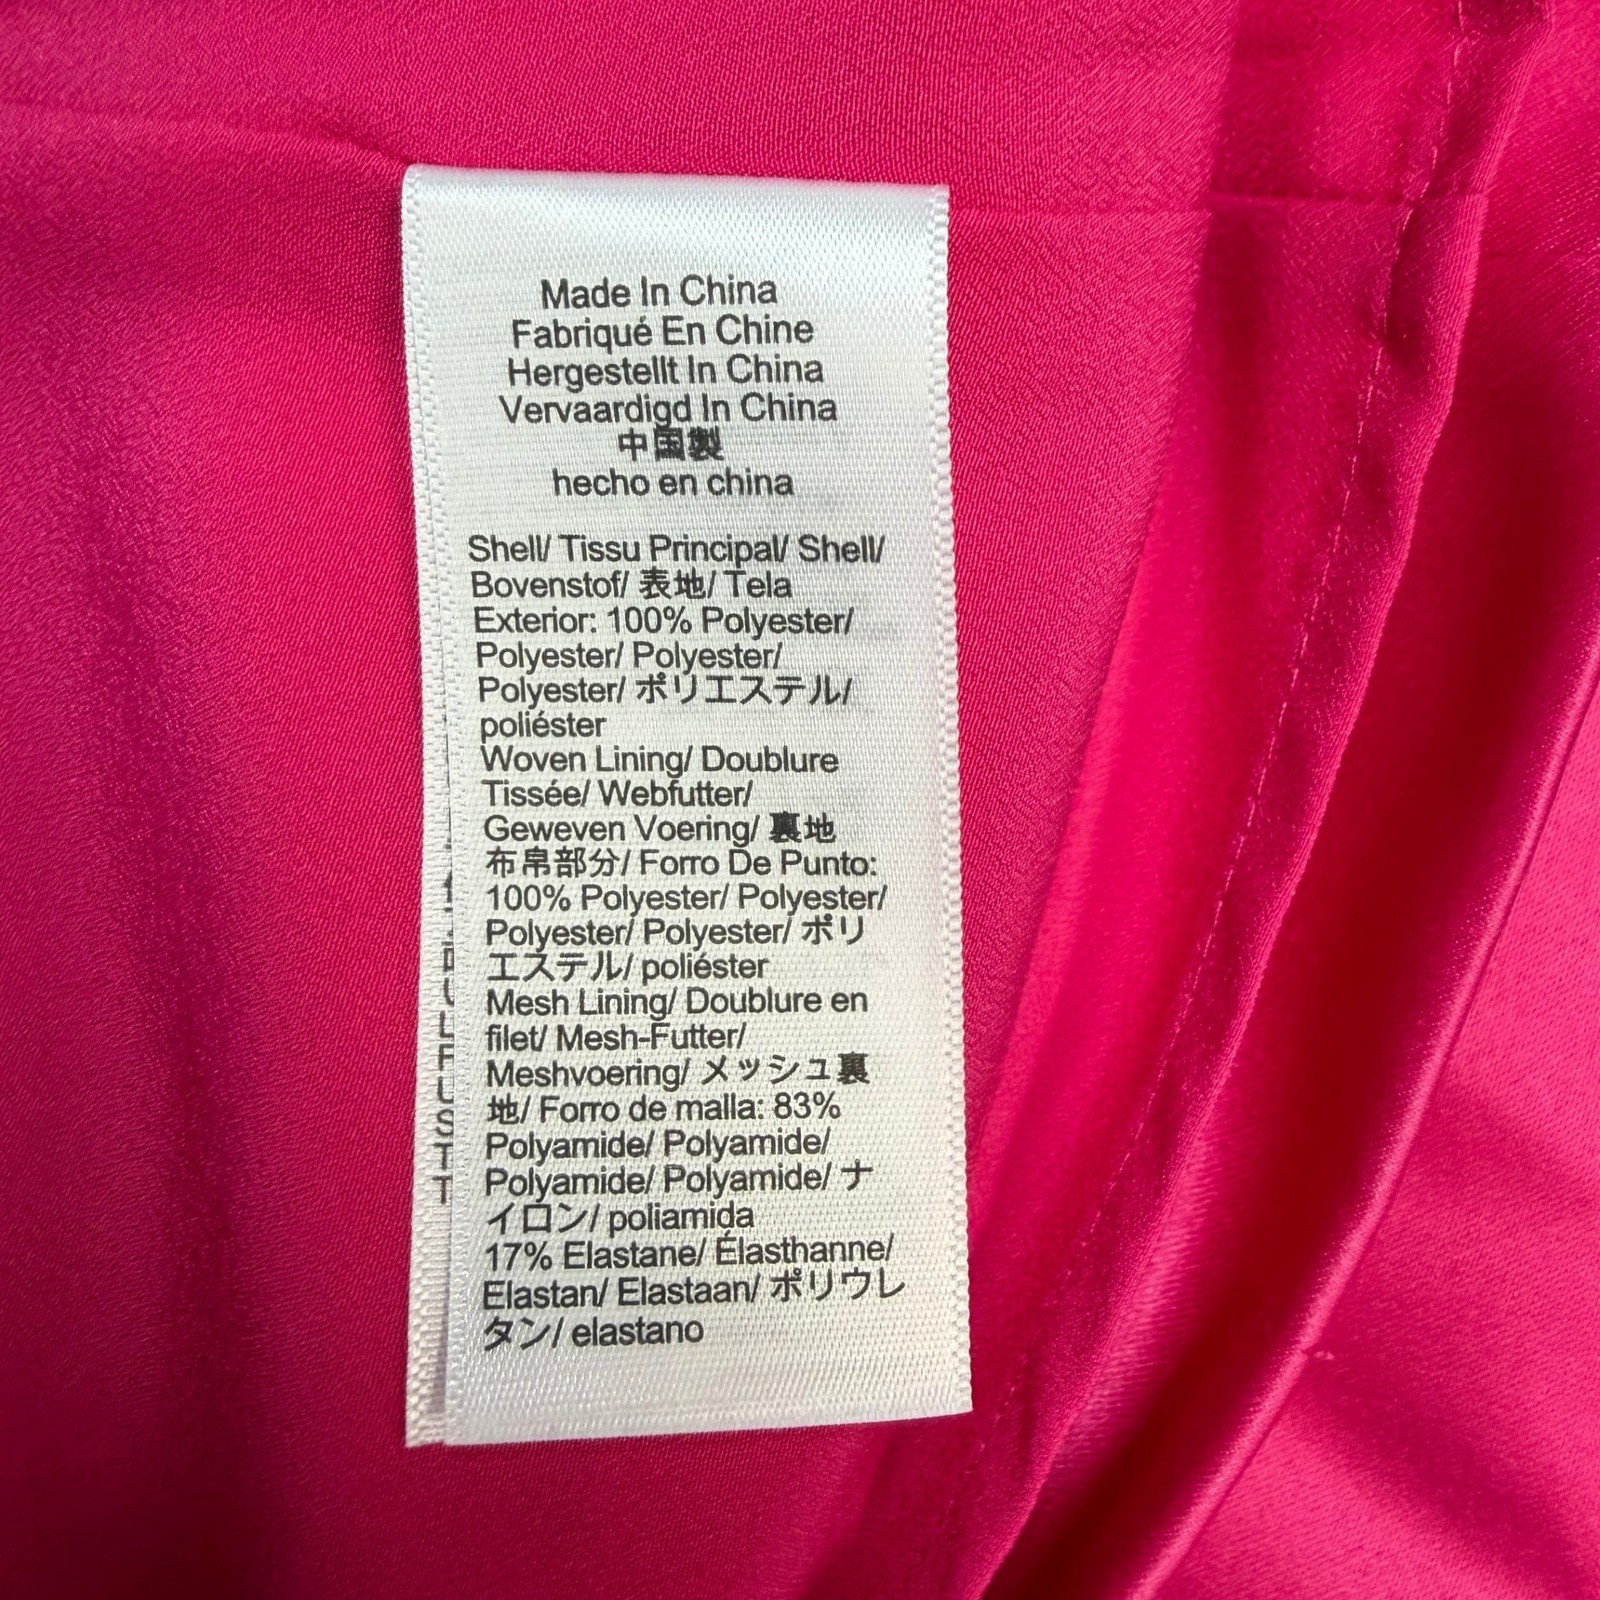 Made In China
Fabriqué En Chine
Hergestellt In China
Vervaardigd In China
中国製
hecho en china
Shell/ Tissu Principal/ Shell/
Bovenstof/ 表地/ Tela
Exterior: 100% Polyester/
Polyester/ Polyester/
Polyester/ ポリエステル/
poliéster
Woven Lining/ Doublure
Tissée/ Webfutter/
Geweven Voering/ 裏地
布帛部分/ Forro De Punto:
100% Polyester/ Polyester/
Polyester/ Polyester/ ポリ
エステル/ poliéster
Mesh Lining/ Doublure en
filet/ Mesh-Futter/
Meshvoering/ メッシュ裏
地/ Forro de malla: 83%
Polyamide/ Polyamide/
Polyamide/ Polyamide/ ナ
イロン/ poliamida
17% Elastane/ Élasthanne/
Elastan/ Elastaan/ ポリウレ
タン/ elastano